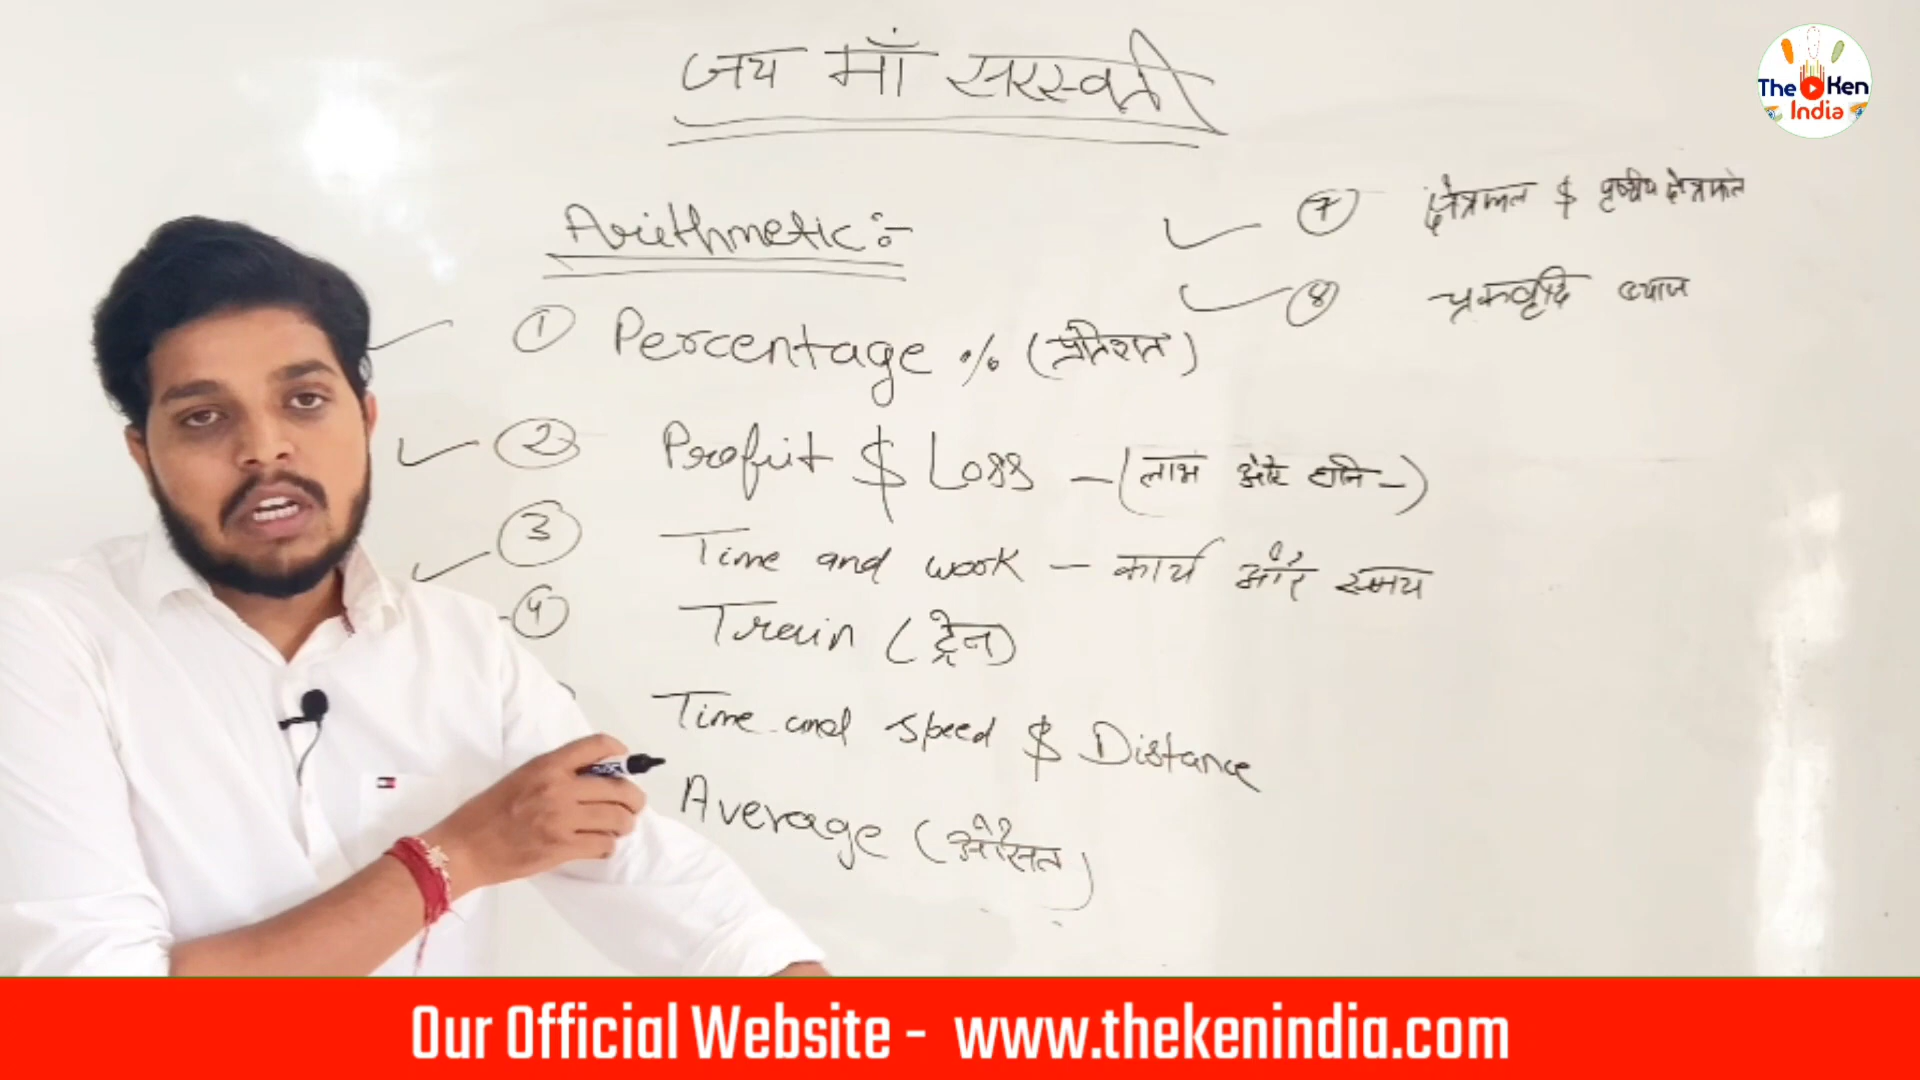 जय माँ सरस्वती
The Ken
India
Arithmetic :-
① Percentage % (प्रतिशत)
② Profit $ Loss - (लाभ और हानि -)
③ Time and work - कार्य और समय
④ Train (ट्रेन)
Time and speed $ Distance
Average (औसत)
⑦ क्षेत्रफल $ पृष्ठीय क्षेत्रफल
⑧ चक्रवृद्दि ब्याज
Our Official Website - www.thekenindia.com